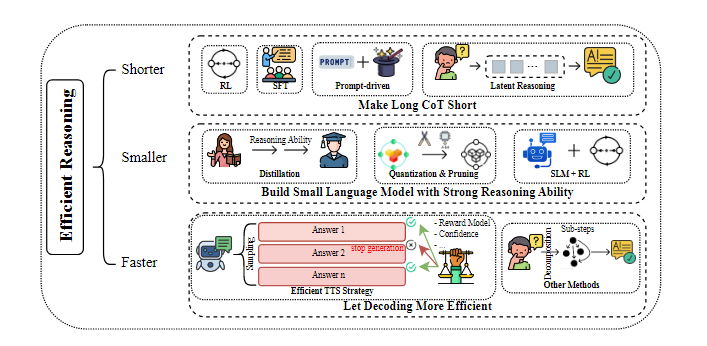 Efficient Reasoning
Shorter
RL
SFT
PROMPT
+
Prompt-driven
?
...
Latent Reasoning
AI
Make Long CoT Short
Smaller
Reasoning Ability
Distillation
Quantization & Pruning
+
SLM + RL
Build Small Language Model with Strong Reasoning Ability
Faster
Sampling
Answer 1
Answer 2
stop generation
Answer n
- Reward Model
- Confidence
- ...
Efficient TTS Strategy
?
Decomposition
Sub-steps
AI
Other Methods
Let Decoding More Efficient